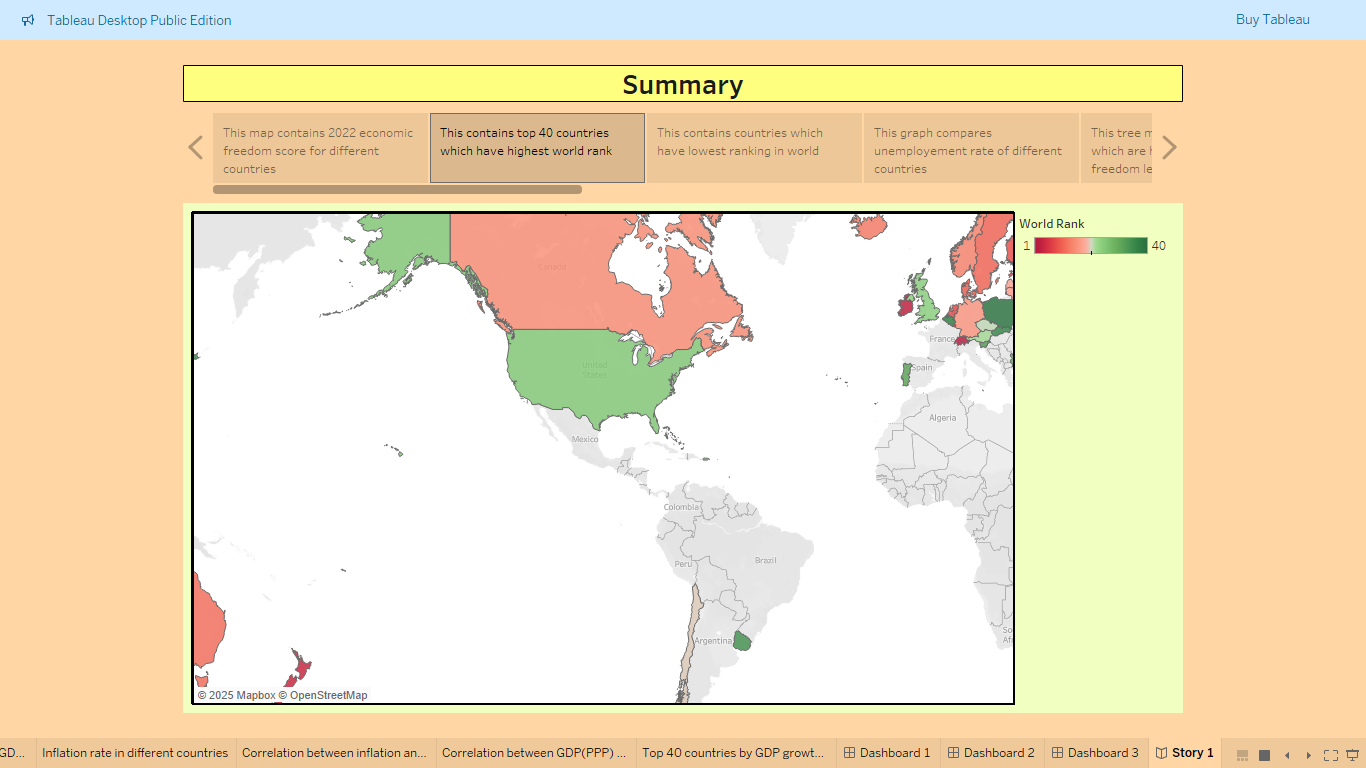 Tableau Desktop Public Edition
Buy Tableau
Summary
This map contains 2022 economic
freedom score for different
countries
This contains top 40 countries
which have highest world rank
This contains countries which
have lowest ranking in world
This graph compares
unemployement rate of different
countries
This tree
which are
freedom le
World Rank
1
40
Canada
United
States
Mexico
France
Spain
Algeria
Colombia
Peru
Brazil
Argentina
So
Af
© 2025 Mapbox © OpenStreetMap
GD...
Inflation rate in different countries
Correlation between inflation an...
Correlation between GDP(PPP) ...
Top 40 countries by GDP growt...
Dashboard 1
Dashboard 2
Dashboard 3
Story 1